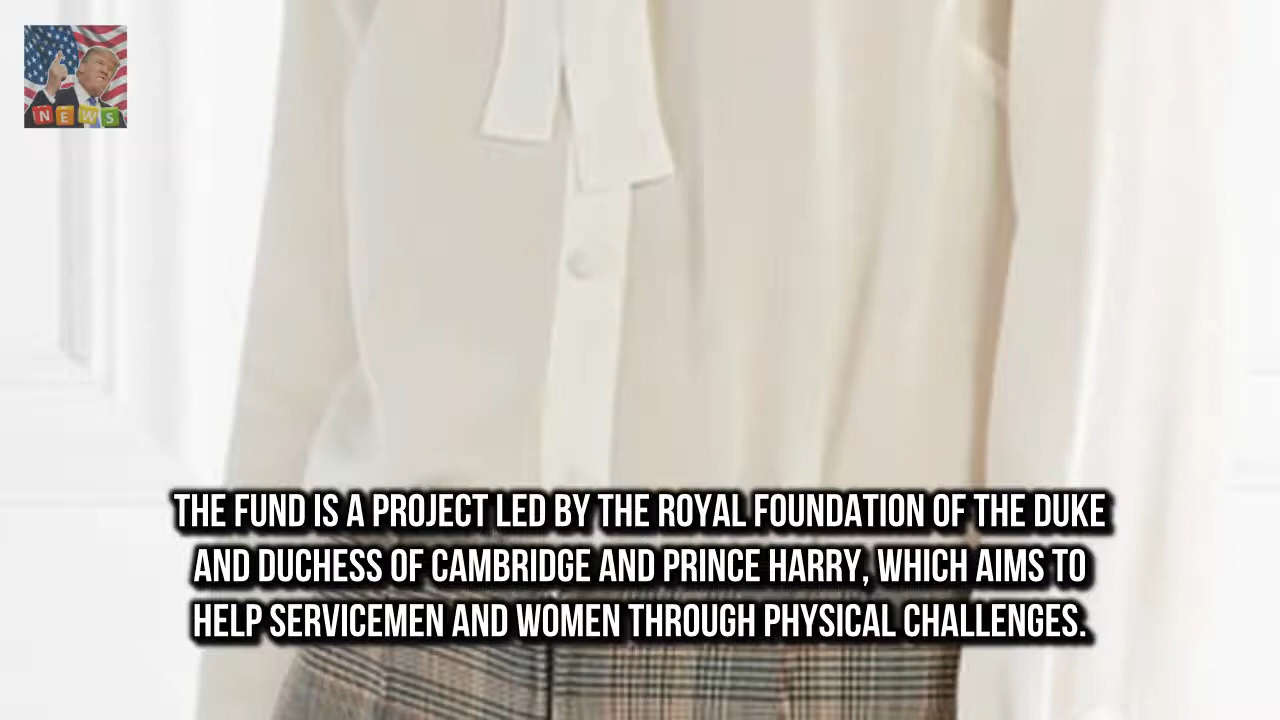 NEWS
THE FUND IS A PROJECT LED BY THE ROYAL FOUNDATION OF THE DUKE
AND DUCHESS OF CAMBRIDGE AND PRINCE HARRY, WHICH AIMS TO
HELP SERVICEMEN AND WOMEN THROUGH PHYSICAL CHALLENGES.